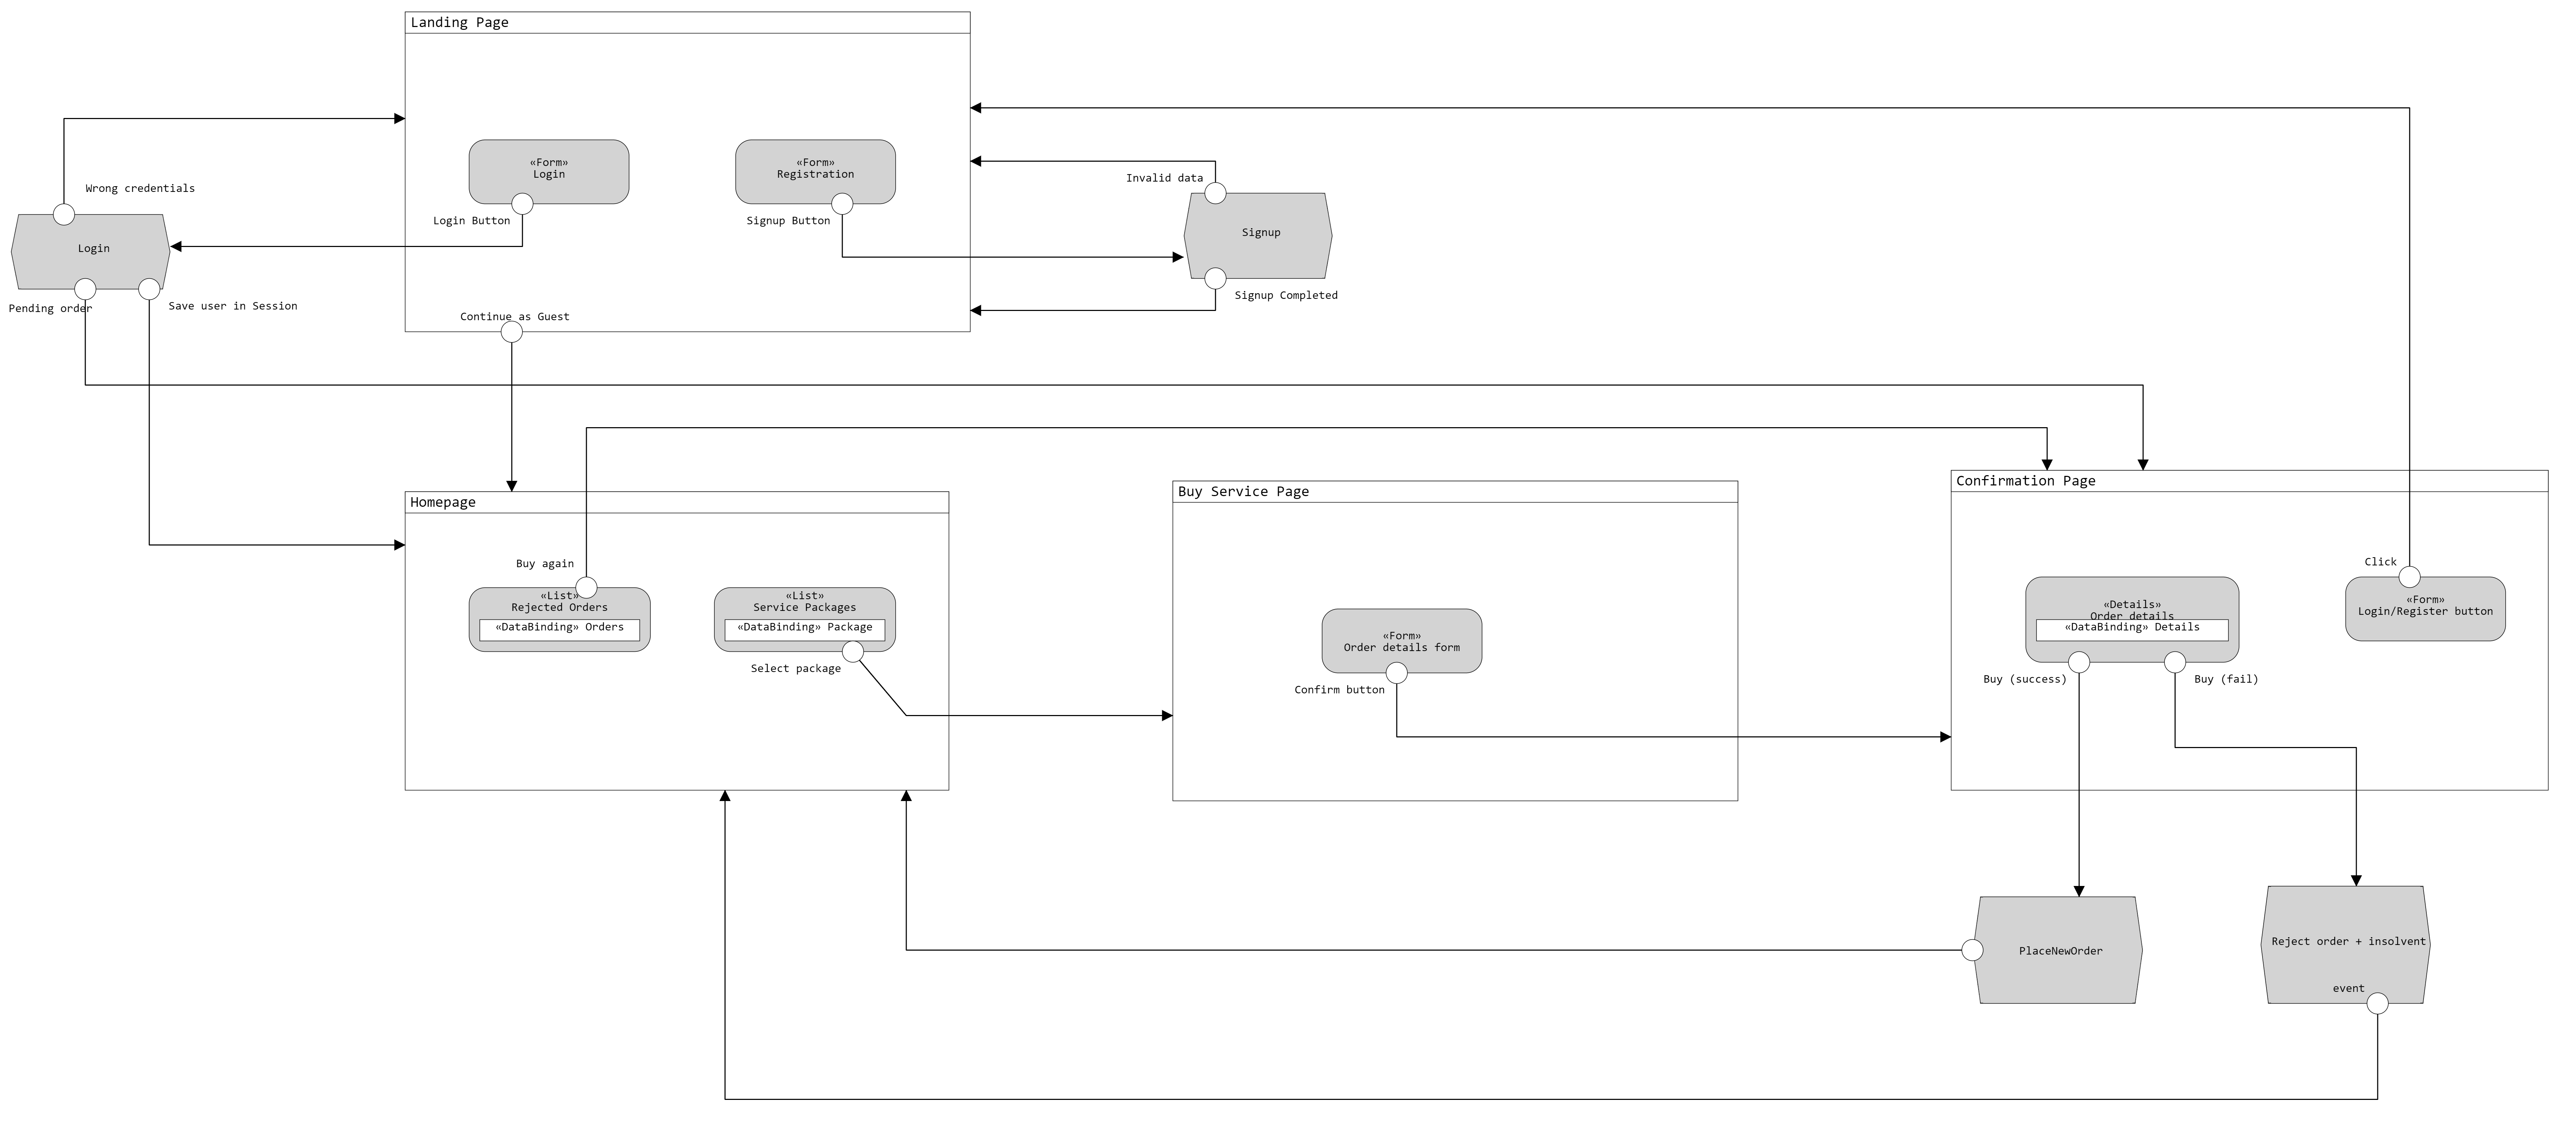 Landing Page
«Form»
Login
«Form»
Registration
Wrong credentials
Invalid data
Login Button
Signup Button
Login
Signup
Pending order
Save user in Session
Continue as Guest
Signup Completed
Homepage
Buy Service Page
Confirmation Page
Buy again
Click
«List»
Rejected Orders
«DataBinding» Orders
«List»
Service Packages
«DataBinding» Package
Select package
«Form»
Order details form
Confirm button
«Details»
Order details
«DataBinding» Details
«Form»
Login/Register button
Buy (success)
Buy (fail)
PlaceNewOrder
Reject order + insolvent
event